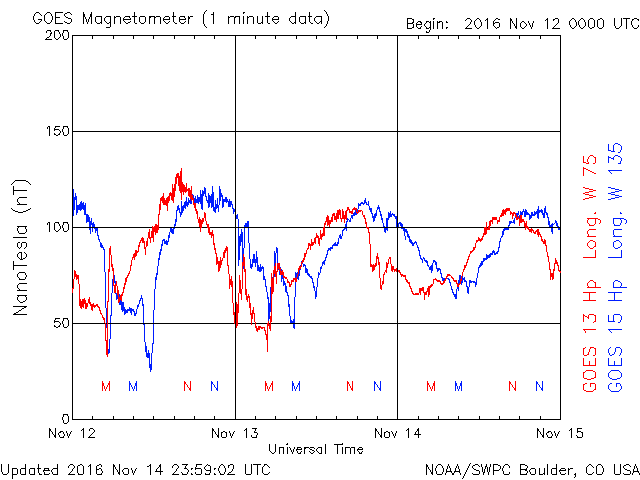 GOES Magnetometer (1 minute data)
Begin: 2016 Nov 12 0000 UTC
200
150
100
50
0
NanoTesla (nT)
M M N N M M N N M M N N
Nov 12 Nov 13 Nov 14 Nov 15
Universal Time
GOES 13 Hp Long. W 75
GOES 15 Hp Long. W 135
Updated 2016 Nov 14 23:59:02 UTC
NOAA/SWPC Boulder, CO USA